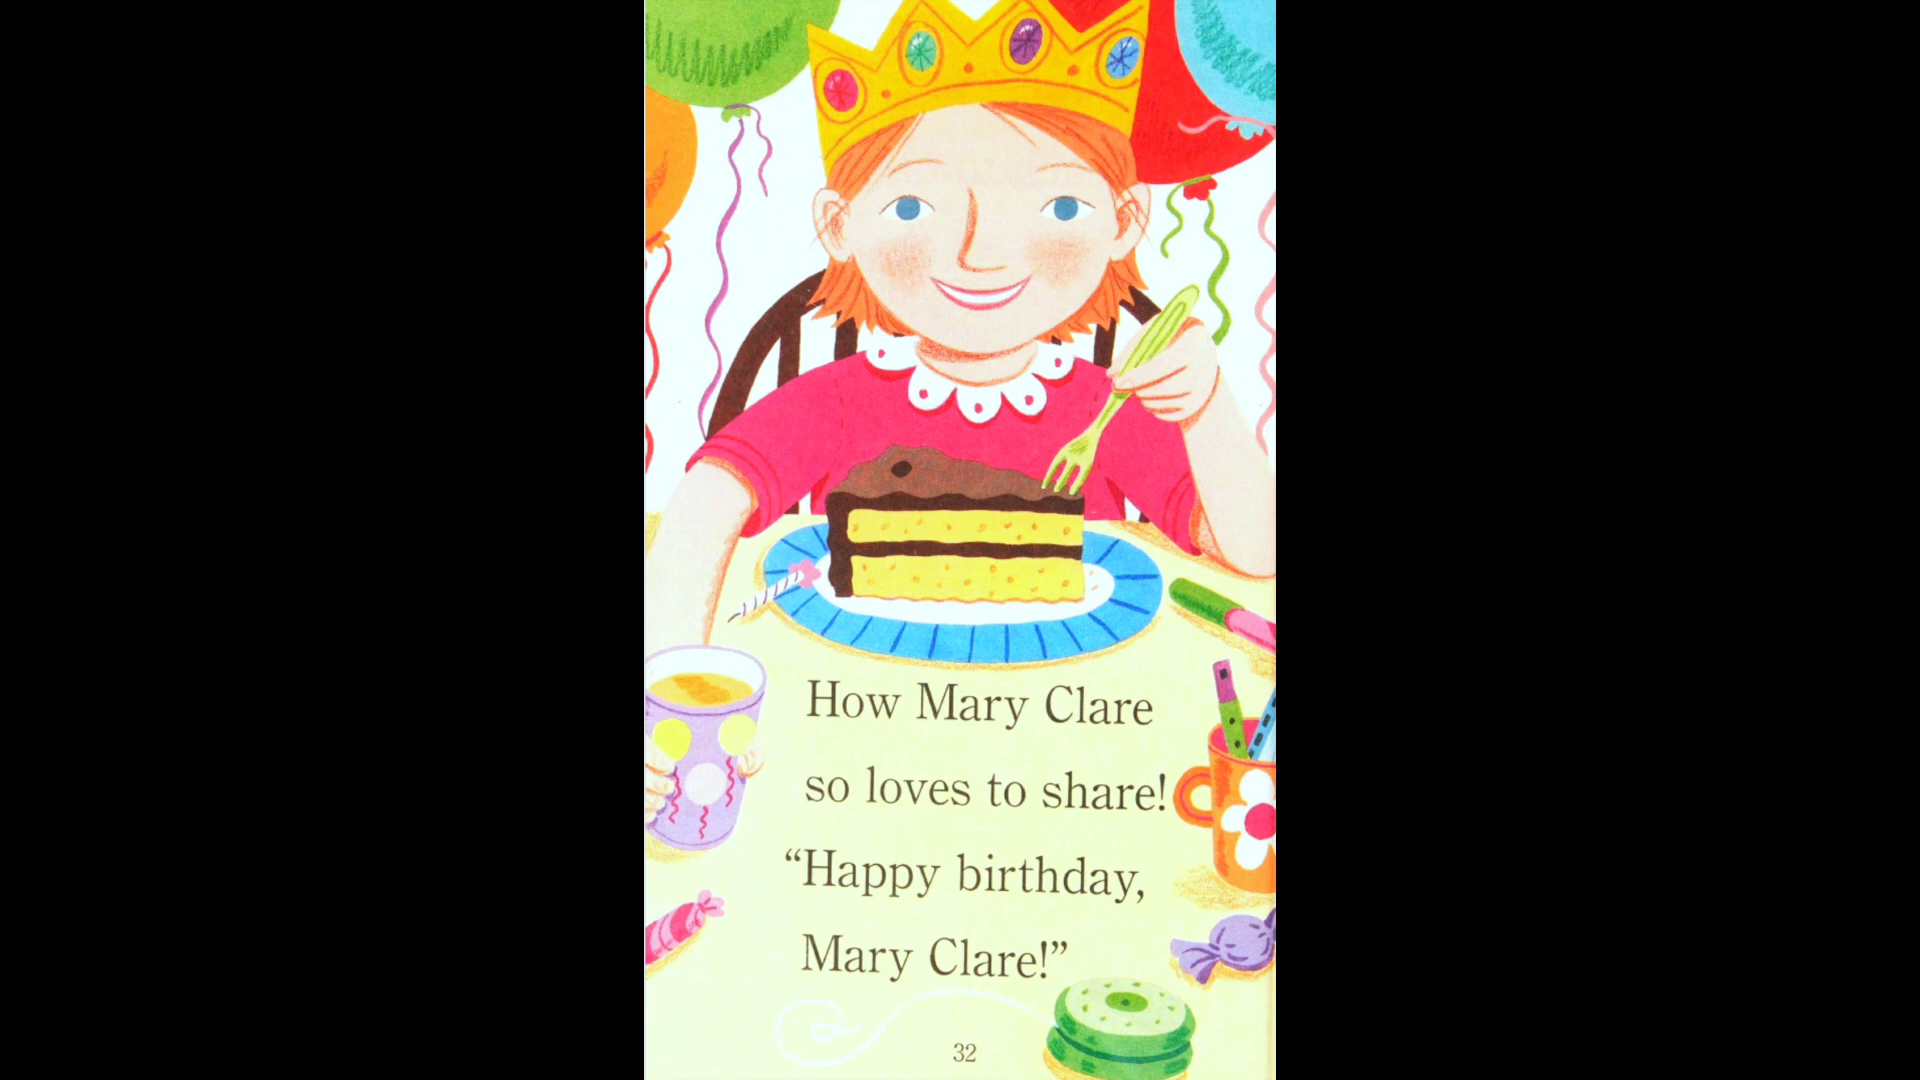 How Mary Clare
so loves to share!
“Happy birthday,
Mary Clare!”
32